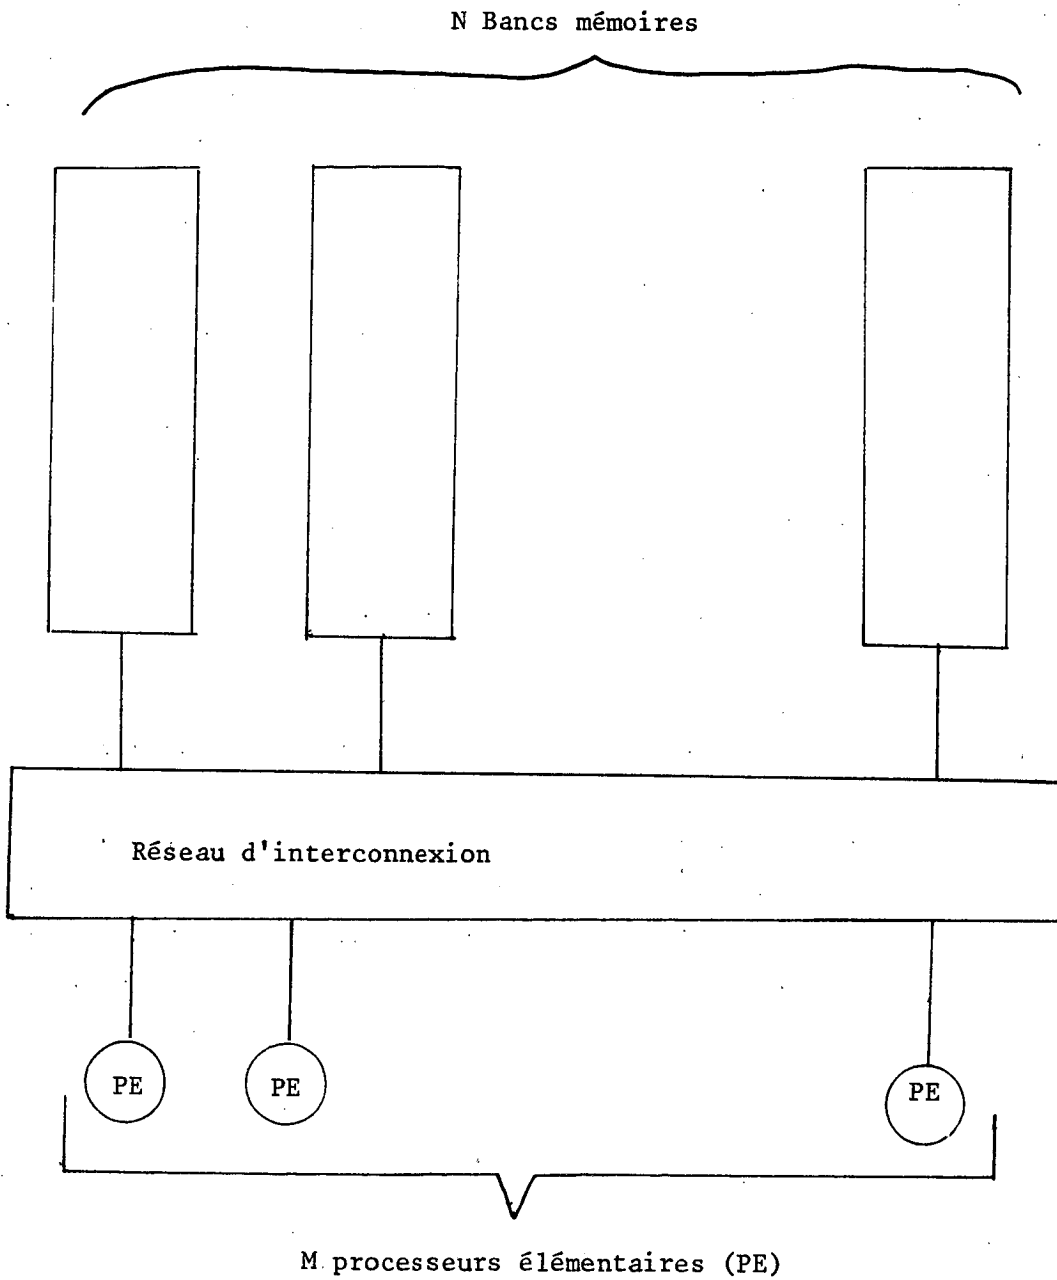 N Bancs mémoires
Réseau d'interconnexion
PE PE PE
M processeurs élémentaires (PE)